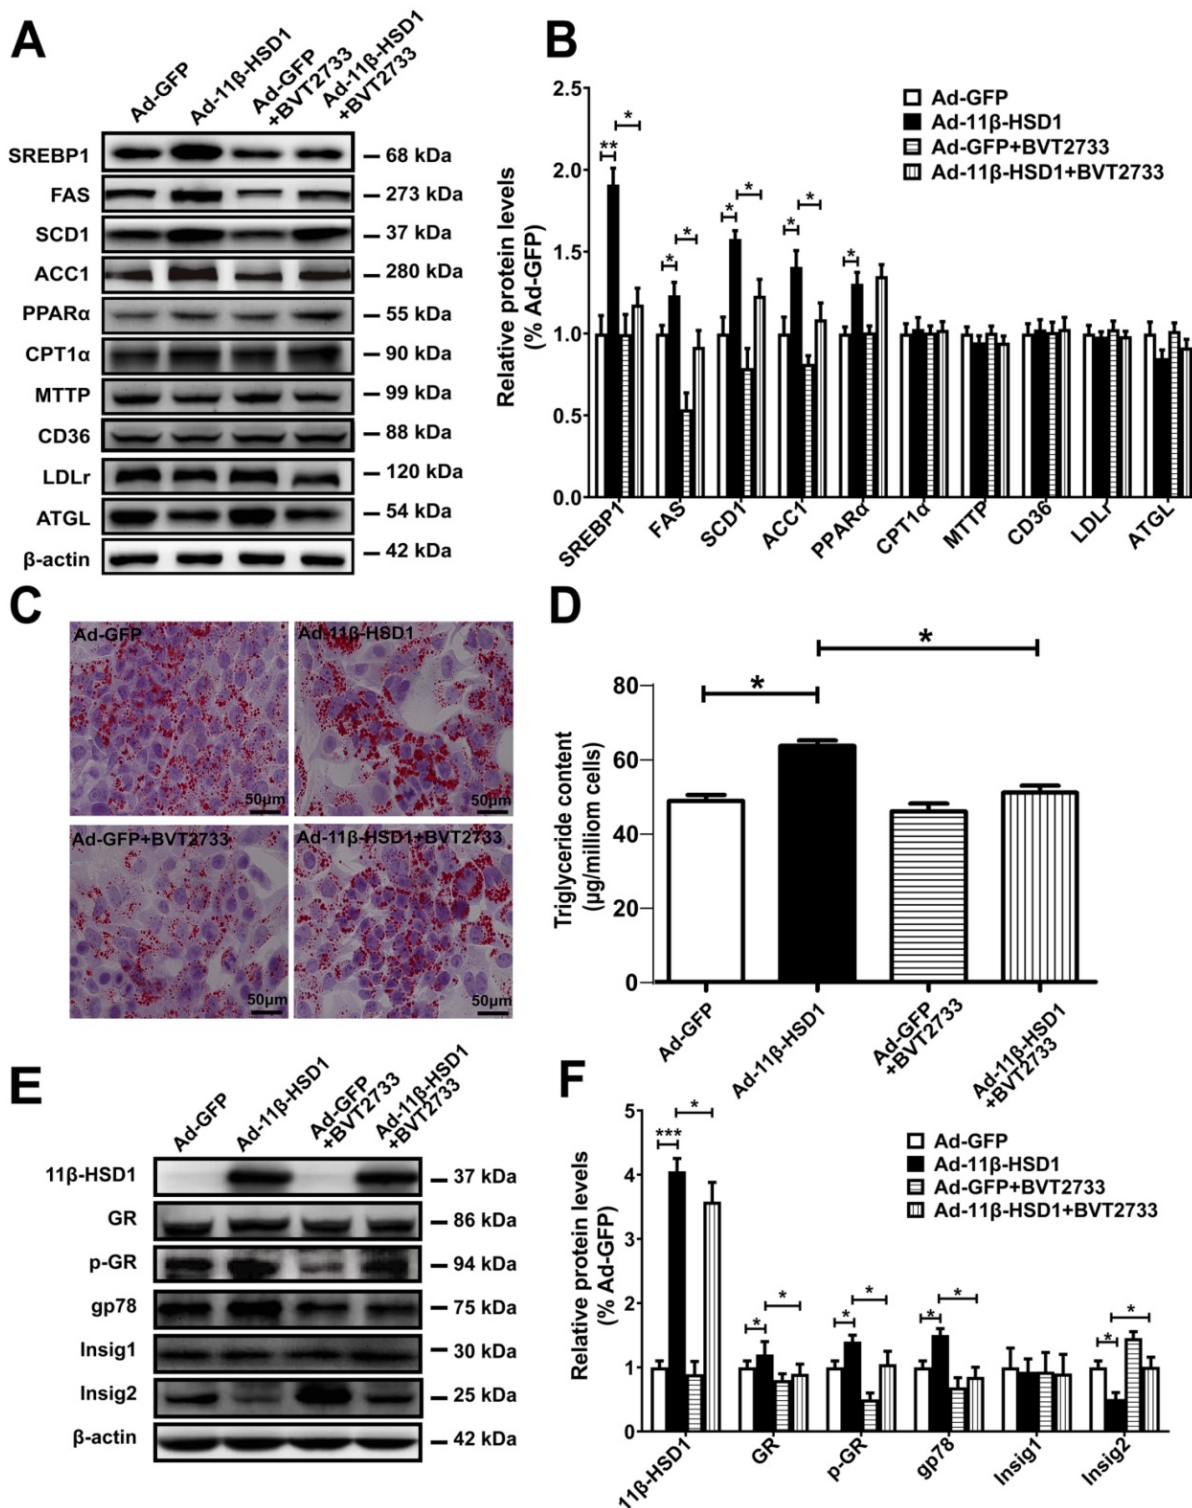 A
Ad-GFP
Ad-11β-HSD1
Ad-GFP
+BVT2733
Ad-11β-HSD1
+BVT2733
SREBP1
68 kDa
FAS
273 kDa
SCD1
37 kDa
ACC1
280 kDa
PPARα
55 kDa
CPT1α
90 kDa
MTTP
99 kDa
CD36
88 kDa
LDLr
120 kDa
ATGL
54 kDa
β-actin
42 kDa
B
Relative protein levels
(% Ad-GFP)
2.5
2.0
1.5
1.0
0.5
0.0
Ad-GFP
Ad-11β-HSD1
Ad-GFP+BVT2733
Ad-11β-HSD1+BVT2733
**
*
*
*
*
*
*
*
*
SREBP1
FAS
SCD1
ACC1
PPARα
CPT1α
MTTP
CD36
LDLr
ATGL
C
Ad-GFP
50μm
Ad-11β-HSD1
50μm
Ad-GFP+BVT2733
50μm
Ad-11β-HSD1+BVT2733
50μm
D
Triglyceride content
(μg/million cells)
80
60
40
20
0
*
*
Ad-GFP
Ad-11β-HSD1
Ad-GFP
+BVT2733
Ad-11β-HSD1
+BVT2733
E
Ad-GFP
Ad-11β-HSD1
Ad-GFP
+BVT2733
Ad-11β-HSD1
+BVT2733
11β-HSD1
37 kDa
GR
86 kDa
p-GR
94 kDa
gp78
75 kDa
Insig1
30 kDa
Insig2
25 kDa
β-actin
42 kDa
F
Relative protein levels
(% Ad-GFP)
5
4
3
2
1
0
Ad-GFP
Ad-11β-HSD1
Ad-GFP+BVT2733
Ad-11β-HSD1+BVT2733
***
*
*
*
*
*
*
*
*
*
11β-HSD1
GR
p-GR
gp78
Insig1
Insig2